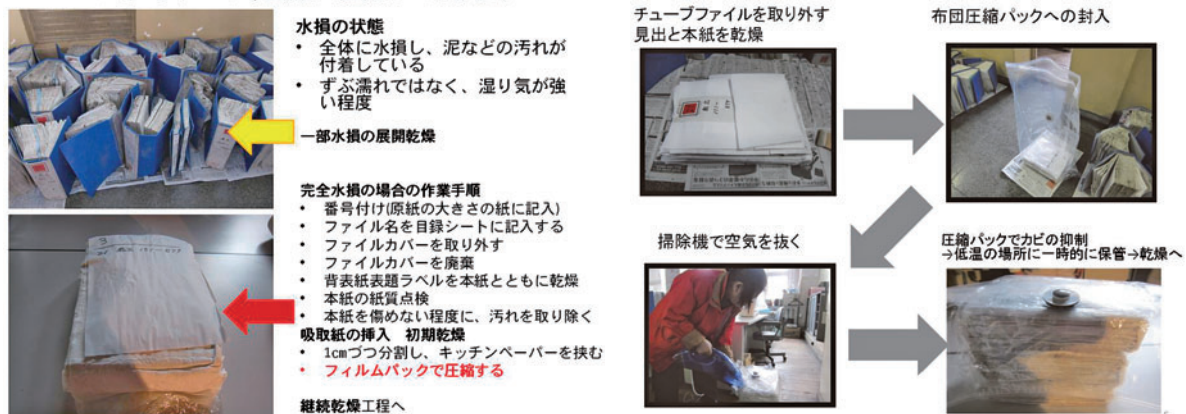 水損の状態
• 全体に水損し、泥などの汚れが
付着している
• ずぶ濡れではなく、湿り気が強
い程度
一部水損の展開乾燥
完全水損の場合の作業手順
• 番号付け(原紙の大きさの紙に記入)
• ファイル名を目録シートに記入する
• ファイルカバーを取り外す
• ファイルカバーを廃棄
• 背表紙表題ラベルを本紙とともに乾燥
• 本紙の紙質点検
• 本紙を傷めない程度に、汚れを取り除く
吸取紙の挿入 初期乾燥
• 1cmづつ分割し、キッチンペーパーを挟む
• フィルムパックで圧縮する
継続乾燥工程へ
チューブファイルを取り外す
見出と本紙を乾燥
布団圧縮パックへの封入
掃除機で空気を抜く
圧縮パックでカビの抑制
→低温の場所に一時的に保管→乾燥へ